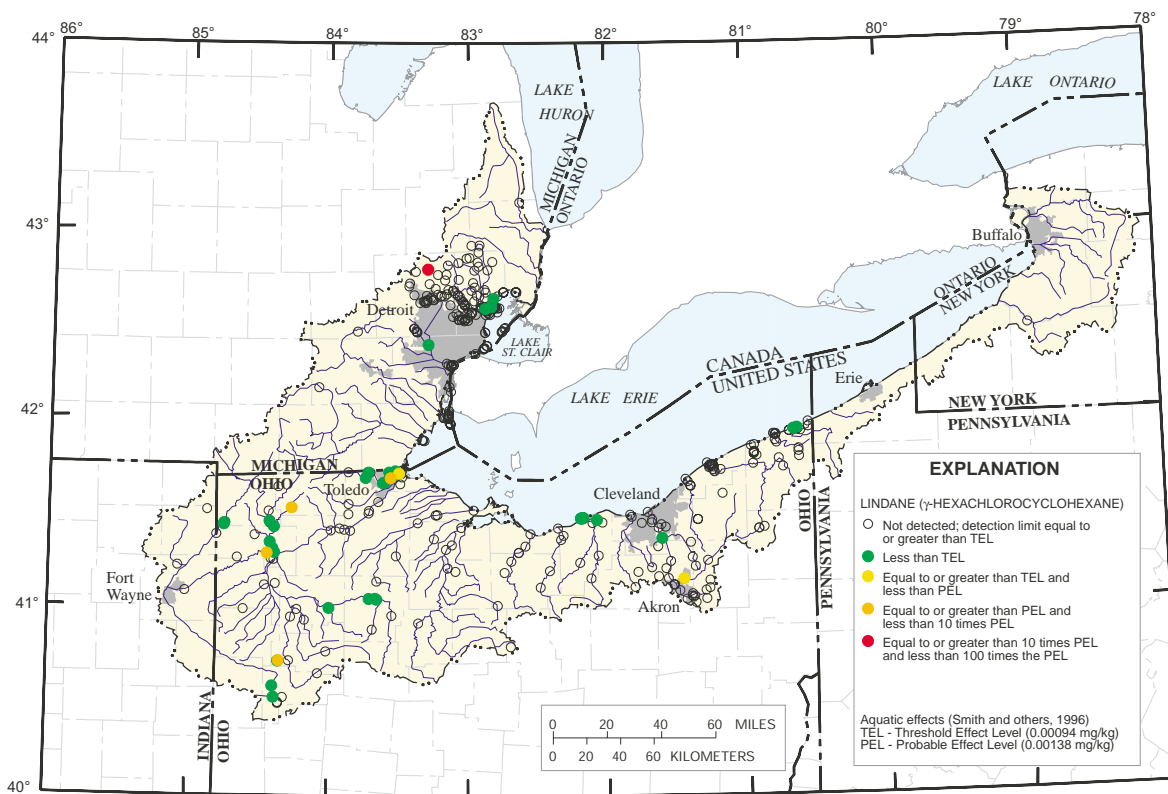 86°
85°
84°
83°
82°
81°
80°
79°
78°
44°
43°
42°
41°
40°
LAKE
HURON
LAKE ONTARIO
MICHIGAN
ONTARIO
Buffalo
ONTARIO
NEW YORK
Detroit
LAKE
ST. CLAIR
CANADA
UNITED STATES
LAKE ERIE
Erie
NEW YORK
PENNSYLVANIA
MICHIGAN
OHIO
Toledo
Cleveland
OHIO
PENNSYLVANIA
Fort
Wayne
Akron
INDIANA
OHIO
EXPLANATION
LINDANE (γ-HEXACHLOROCYCLOHEXANE)
Not detected; detection limit equal to
or greater than TEL
Less than TEL
Equal to or greater than TEL and
less than PEL
Equal to or greater than PEL and
less than 10 times PEL
Equal to or greater than 10 times PEL
and less than 100 times the PEL
Aquatic effects (Smith and others, 1996)
TEL - Threshold Effect Level (0.00094 mg/kg)
PEL - Probable Effect Level (0.00138 mg/kg)
0 20 40 60 MILES
0 20 40 60 KILOMETERS